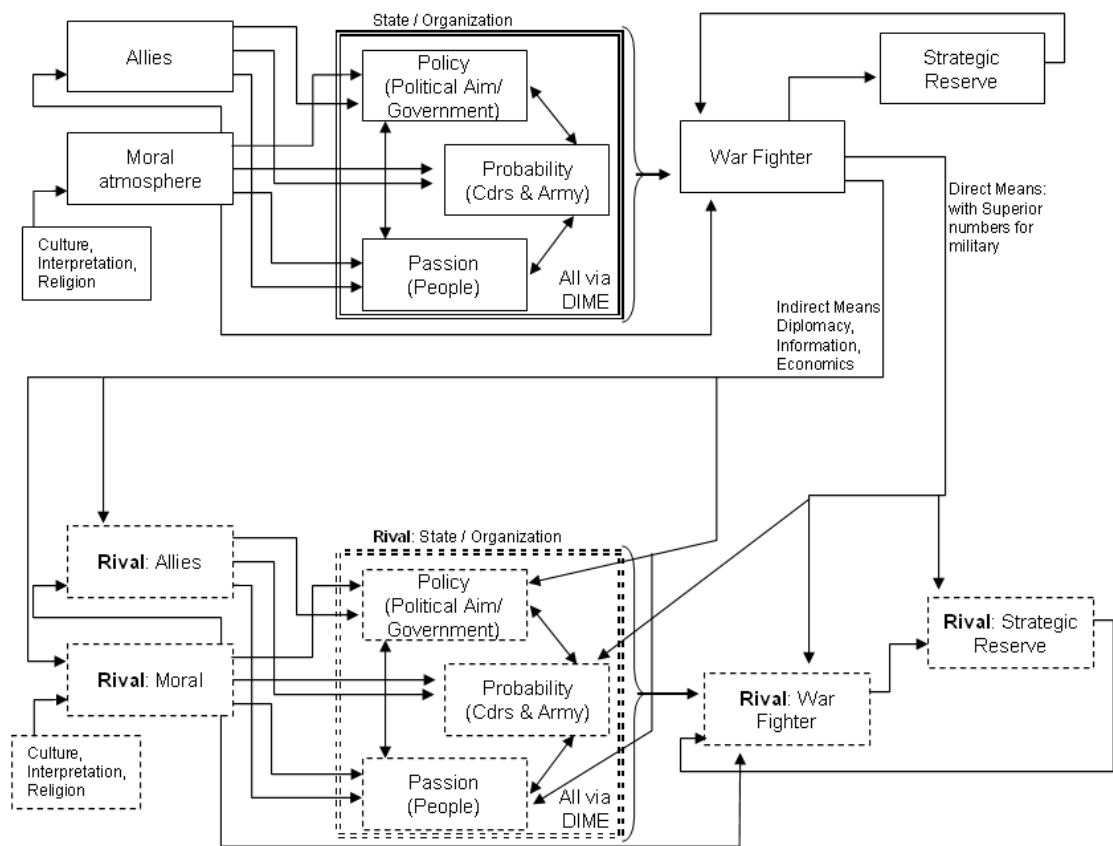 State / Organization
Allies
Policy
(Political Aim/
Government)
Strategic
Reserve
Moral
atmosphere
Probability
(Cdrs & Army)
War Fighter
Direct Means:
with Superior
numbers for
military
Culture,
Interpretation,
Religion
Passion
(People)
All via
DIME
Indirect Means
Diplomacy,
Information,
Economics
Rival: State / Organization
Rival: Allies
Policy
(Political Aim/
Government)
Rival: Strategic
Reserve
Rival: Moral
Probability
(Cdrs & Army)
Rival: War
Fighter
Culture,
Interpretation,
Religion
Passion
(People)
All via
DIME